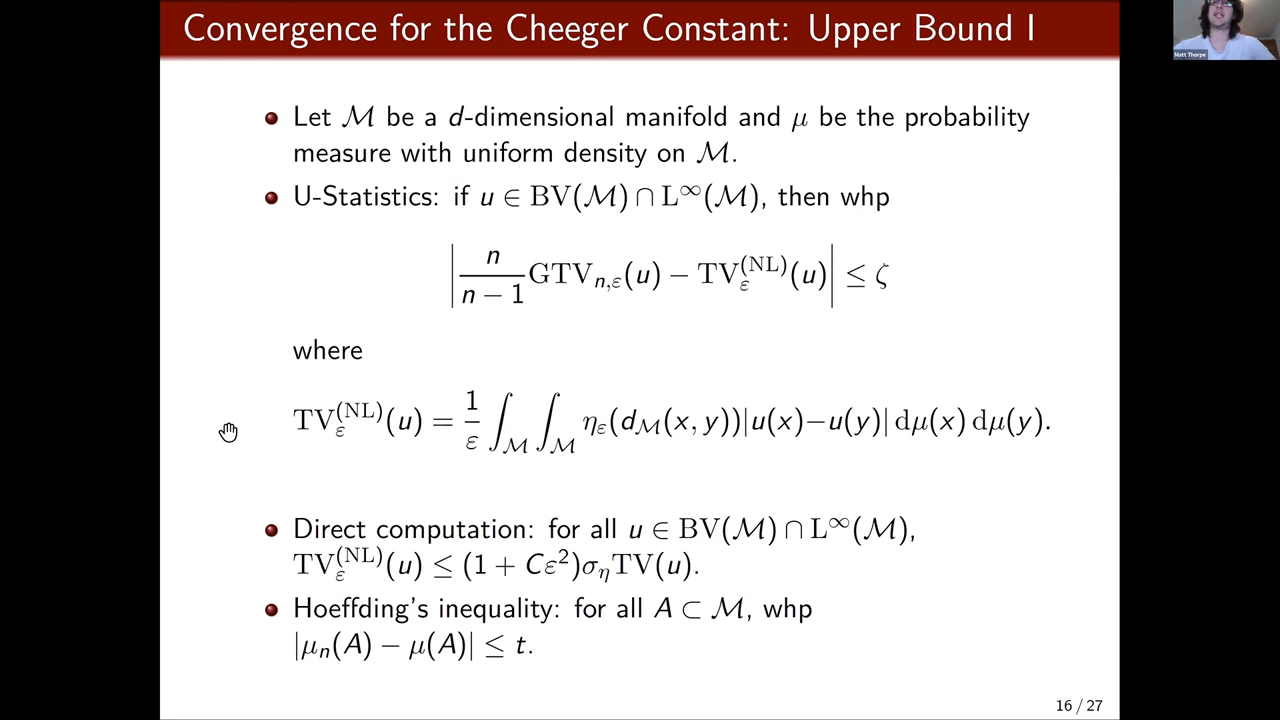 Convergence for the Cheeger Constant: Upper Bound I
Matt Thorpe
Let ℳ be a d-dimensional manifold and μ be the probability
measure with uniform density on ℳ.
U-Statistics: if u ∈ BV(ℳ) ∩ L^∞(ℳ), then whp
| n/(n − 1) GTV_{n,ε}(u) − TV_ε^{(NL)}(u) | ≤ ζ
where
TV_ε^{(NL)}(u) = 1/ε ∫_ℳ ∫_ℳ η_ε(d_ℳ(x, y))|u(x)−u(y)| dμ(x) dμ(y).
Direct computation: for all u ∈ BV(ℳ) ∩ L^∞(ℳ),
TV_ε^{(NL)}(u) ≤ (1 + Cε²)σ_η TV(u).
Hoeffding's inequality: for all A ⊂ ℳ, whp
|μ_n(A) − μ(A)| ≤ t.
16 / 27